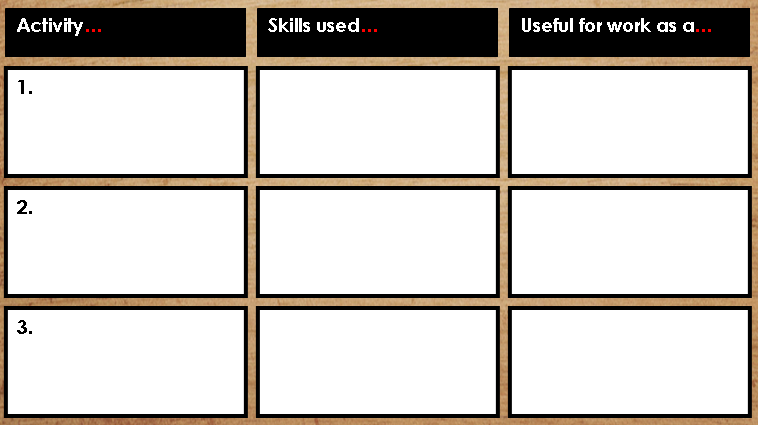 Activity...
Skills used...
Useful for work as a...
1.
2.
3.